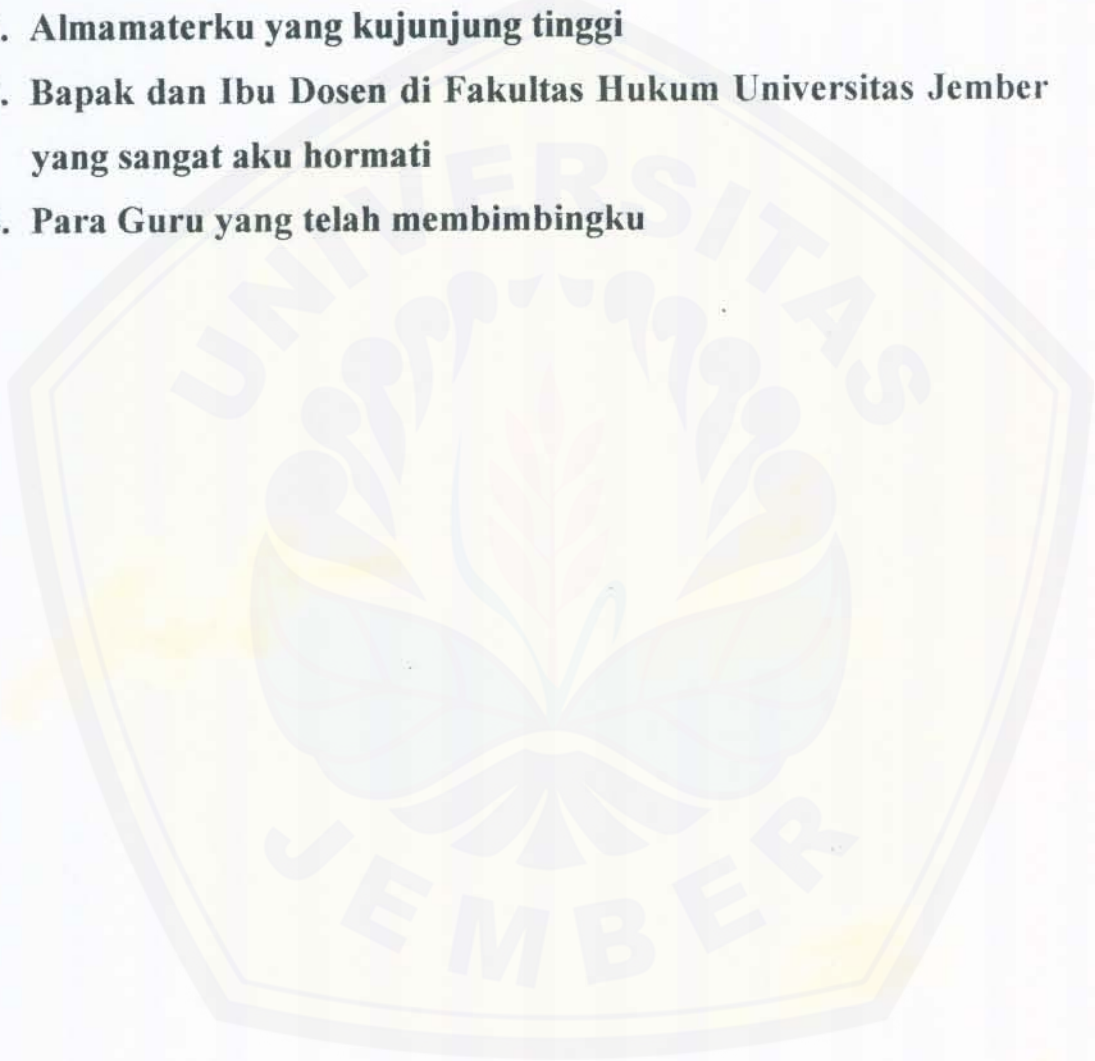 . Almamaterku yang kujunjung tinggi
. Bapak dan Ibu Dosen di Fakultas Hukum Universitas Jember
yang sangat aku hormati
. Para Guru yang telah membimbingku
UNIVERSITAS
JEMBER